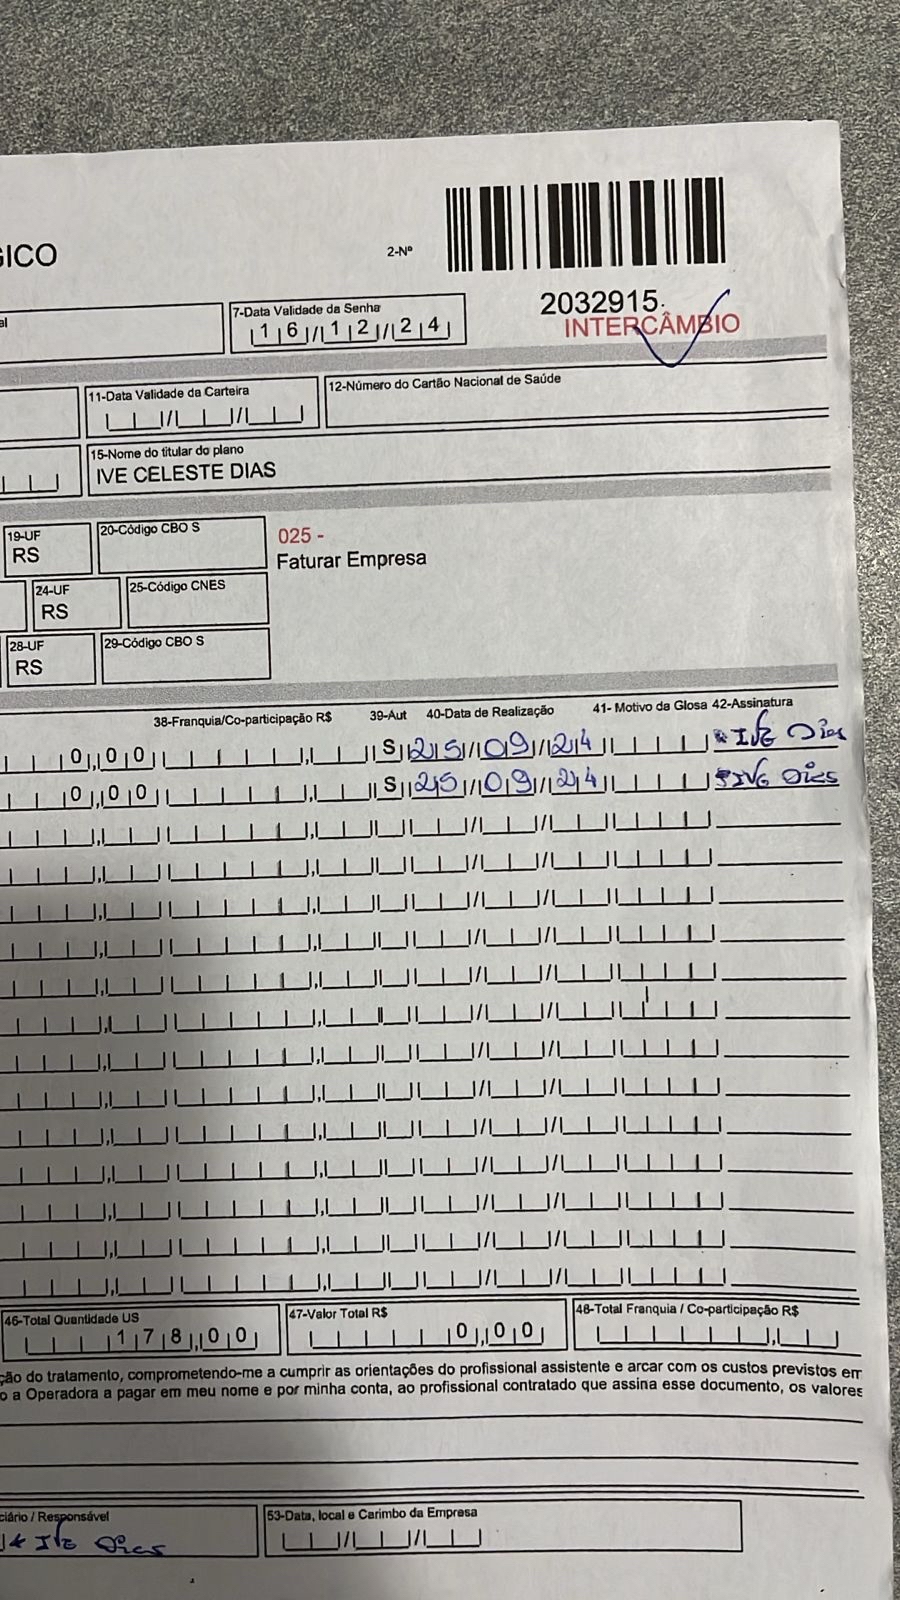 GICO
2-Nº
2032915.
INTERCÂMBIO
al
7-Data Validade da Senha
16/12/24
11-Data Validade da Carteira
12-Número do Cartão Nacional de Saúde
15-Nome do titular do plano
IVE CELESTE DIAS
19-UF
RS
20-Código CBO S
025 -
Faturar Empresa
24-UF
RS
25-Código CNES
28-UF
RS
29-Código CBO S
38-Franquia/Co-participação R$ 39-Aut 40-Data de Realização 41- Motivo da Glosa 42-Assinatura
0,00 S 25/09/24 * IVE Dias
0,00 S 25/09/24 * IVE Dias
46-Total Quantidade US
178,00
47-Valor Total R$
0,00
48-Total Franquia / Co-participação R$
ção do tratamento, comprometendo-me a cumprir as orientações do profissional assistente e arcar com os custos previstos em
o a Operadora a pagar em meu nome e por minha conta, ao profissional contratado que assina esse documento, os valores
ciário / Responsável
* IVE Dias
53-Data, local e Carimbo da Empresa